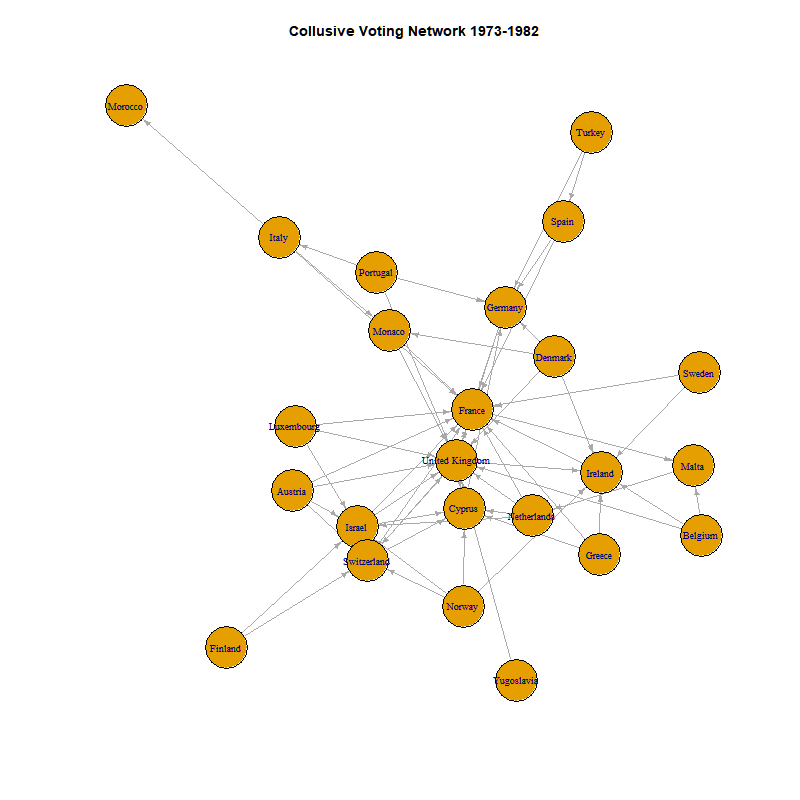 Collusive Voting Network 1973-1982
Morocco
Turkey
Spain
Italy
Portugal
Germany
Monaco
Denmark
Sweden
France
Luxembourg
United Kingdom
Malta
Ireland
Austria
Cyprus
Netherlands
Israel
Belgium
Greece
Switzerland
Norway
Finland
Yugoslavia